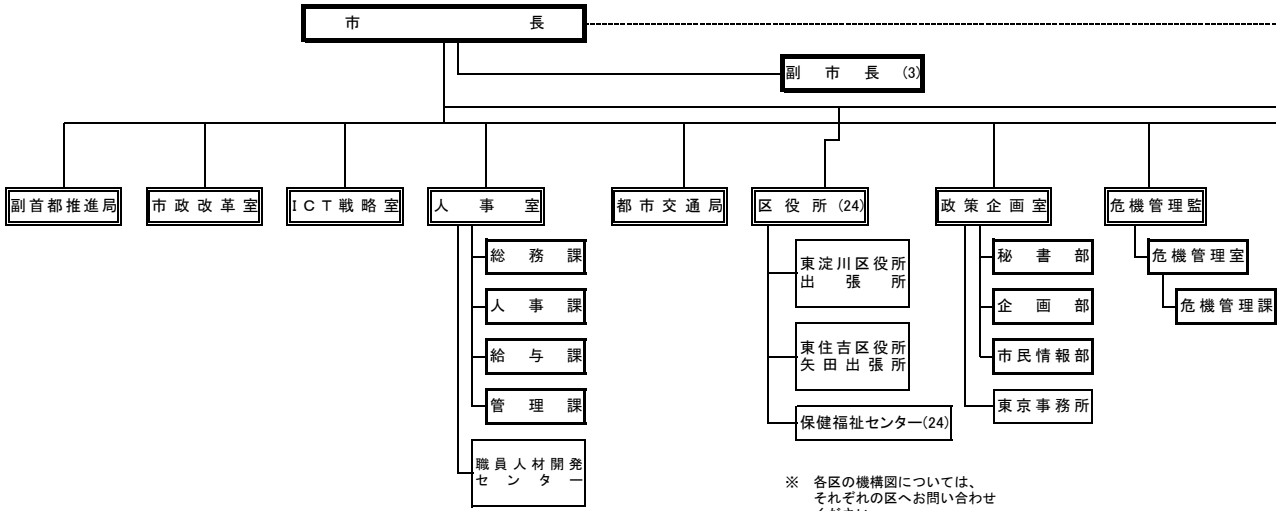 市長
副市長 (3)
副首都推進局
市政改革室
ICT戦略室
人事室
都市交通局
区役所 (24)
政策企画室
危機管理監
総務課
人事課
給与課
管理課
職員人材開発
センター
東淀川区役所
出張所
東住吉区役所
矢田出張所
保健福祉センター(24)
秘書部
企画部
市民情報部
東京事務所
危機管理室
危機管理課
※ 各区の機構図については、
それぞれの区へお問い合わせ